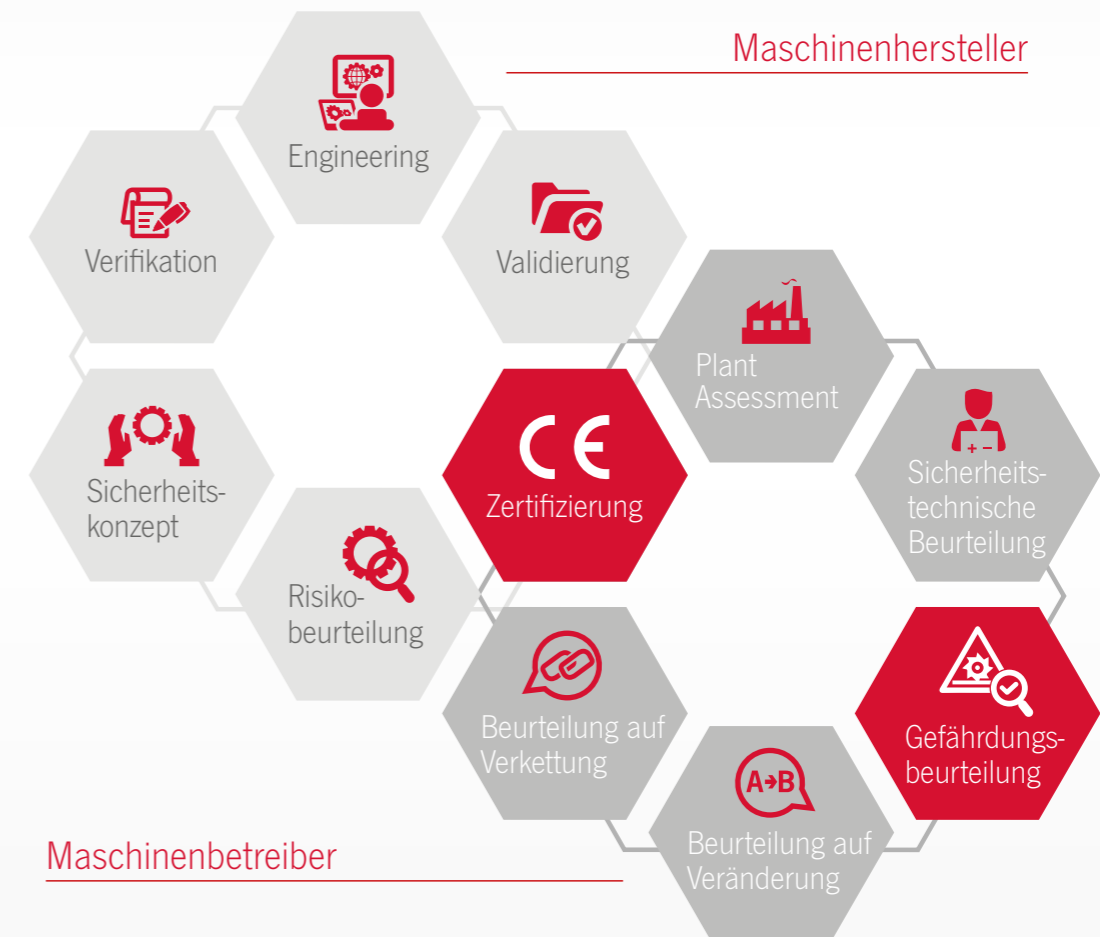 Maschinenhersteller
Engineering
Verifikation
Validierung
Plant
Assessment
CE
Zertifizierung
Sicherheits-
technische
Beurteilung
Sicherheits-
konzept
Risiko-
beurteilung
Beurteilung auf
Verkettung
Gefährdungs-
beurteilung
A→B
Beurteilung auf
Veränderung
Maschinenbetreiber